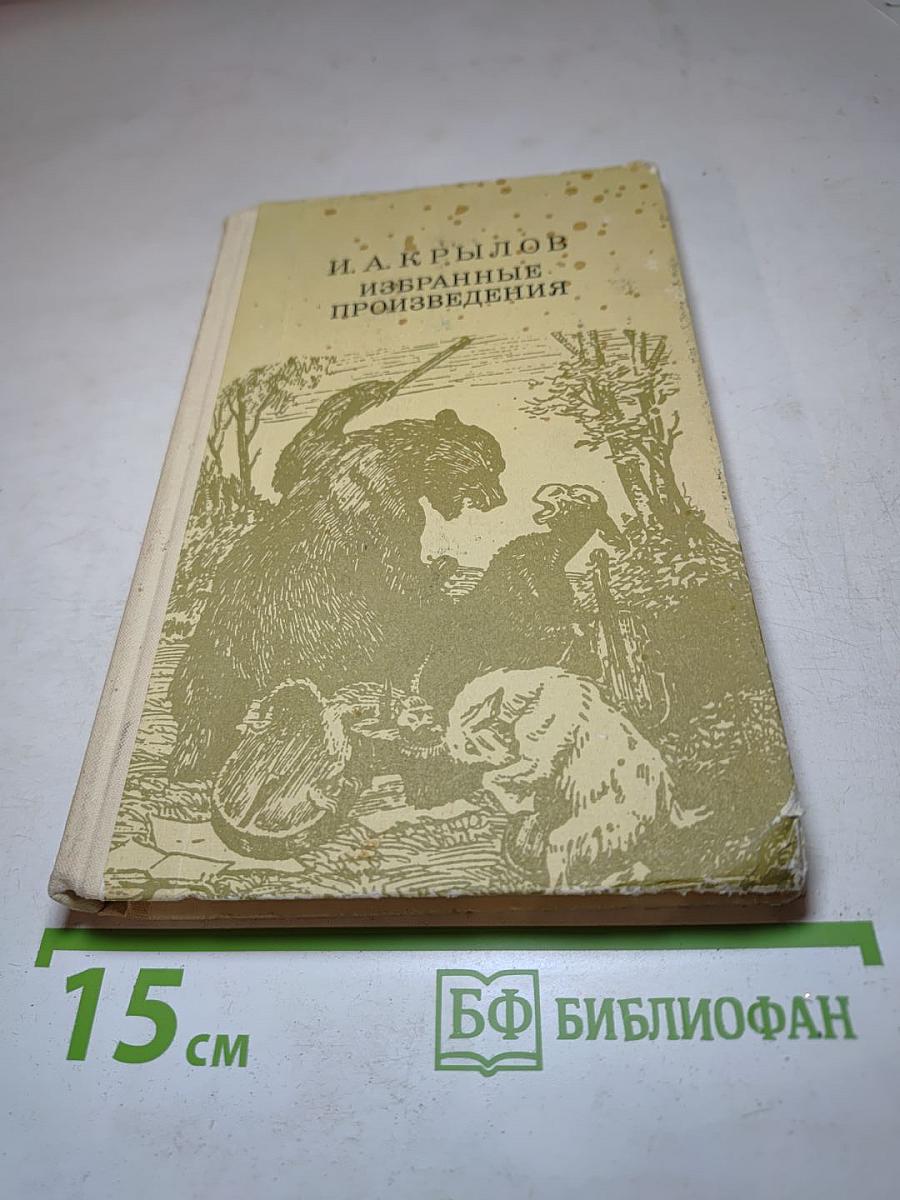 И. А. КРЫЛОВ
ИЗБРАННЫЕ
ПРОИЗВЕДЕНИЯ
15 см
БФ БИБЛИОФАН